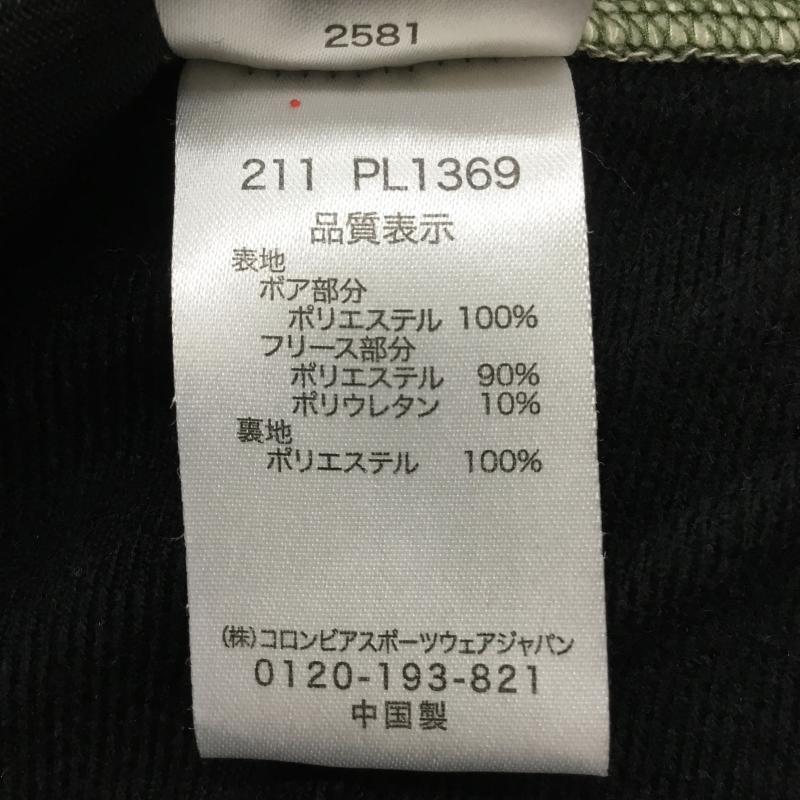 2581
211 PL1369
品質表示
表地
ボア部分
ポリエステル 100%
フリース部分
ポリエステル 90%
ポリウレタン 10%
裏地
ポリエステル 100%
(株)コロンビアスポーツウェアジャパン
0120-193-821
中国製